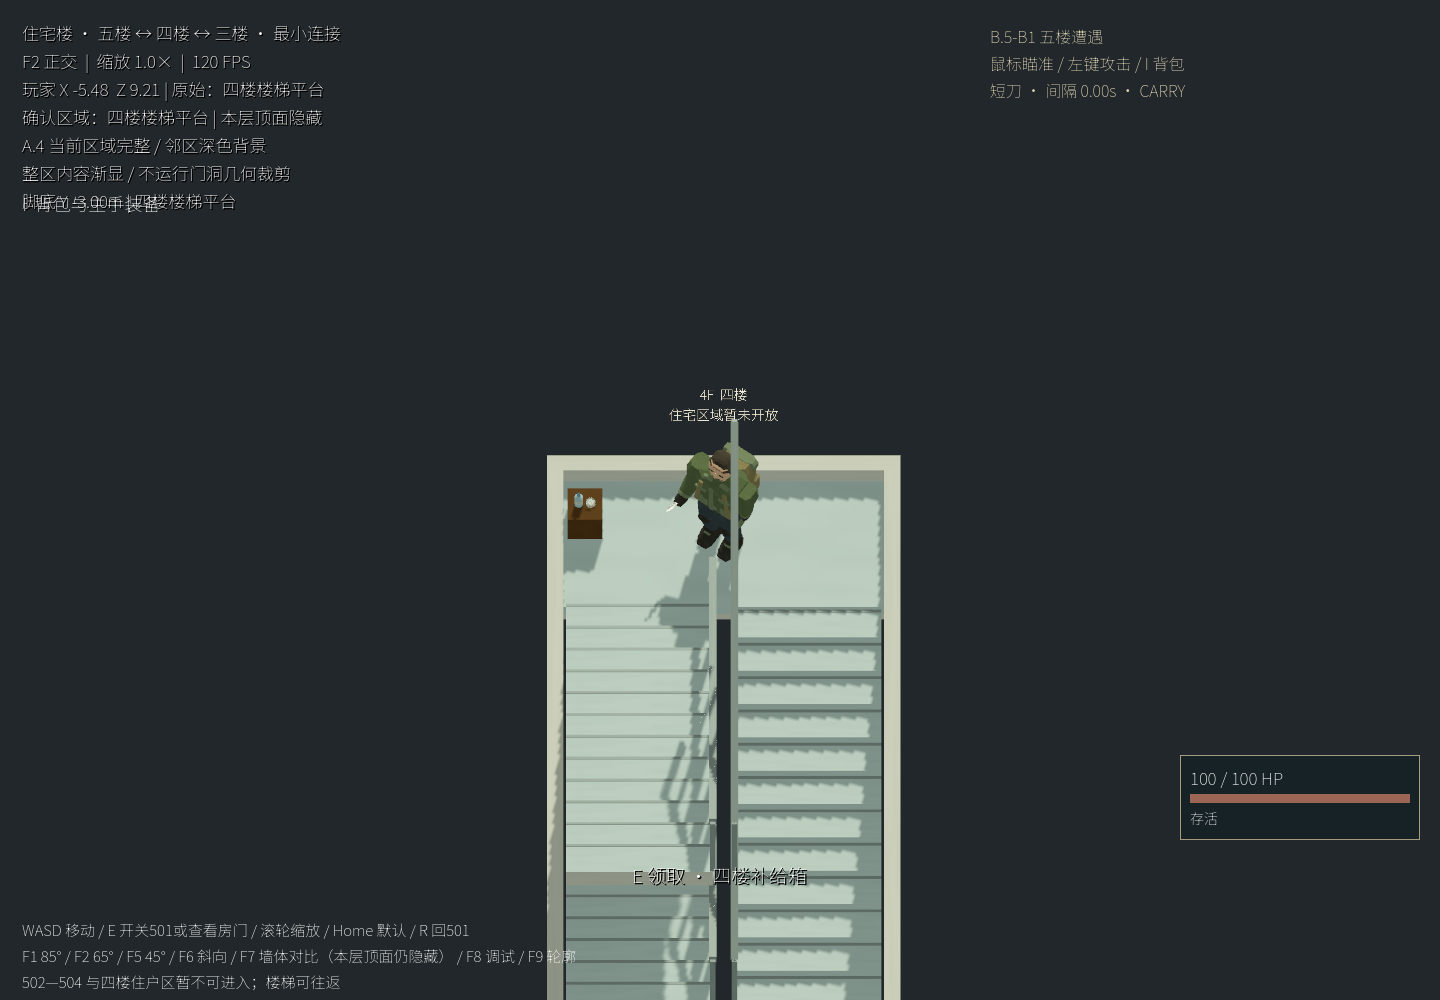 住宅楼 · 五楼 ↔ 四楼 ↔ 三楼 · 最小连接
F2 正交 | 缩放 1.0× | 120 FPS
玩家 X -5.48 Z 9.21 | 原始：四楼楼梯平台
确认区域：四楼楼梯平台 | 本层顶面隐藏
A.4 当前区域完整 / 邻区深色背景
整区内容渐显 / 不运行门洞几何裁剪
四楼楼梯平台
B.5-B1 五楼遭遇
鼠标瞄准 / 左键攻击 / I 背包
短刀 · 间隔 0.00s · CARRY
4F 四楼
住宅区域暂未开放
100 / 100 HP
存活
E 领取 · 四楼补给箱
WASD 移动 / E 开关501或查看房门 / 滚轮缩放 / Home 默认 / R 回501
F1 85° / F2 65° / F5 45° / F6 斜向 / F7 墙体对比（本层顶面仍隐藏） / F8 调试 / F9 轮廓
502—504 与四楼住户区暂不可进入；楼梯可往返